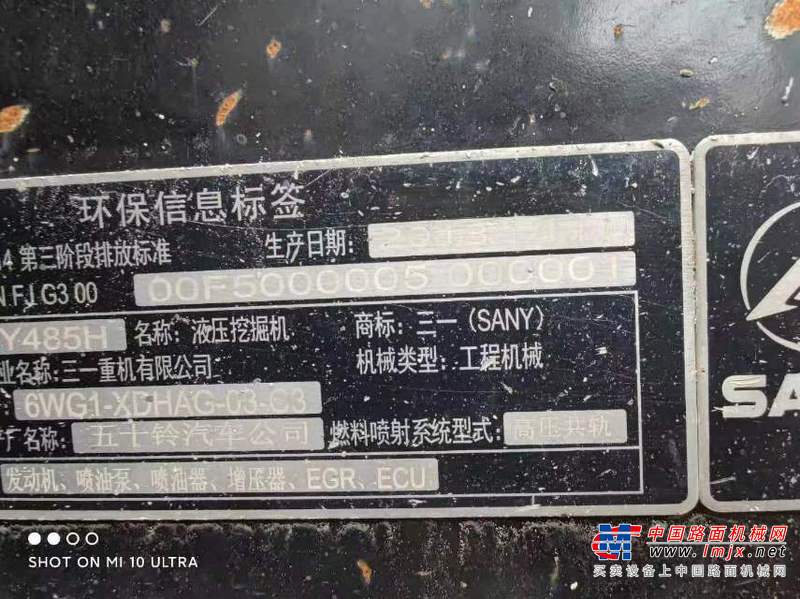 环保信息标签
4 第三阶段排放标准 生产日期:
N FJ G3 00 00F5000005 00G001
Y485H 名称: 液压挖掘机 商标: 三一 (SANY)
业名称: 三一重机有限公司 机械类型: 工程机械
6WG1-XDHAG-03-C3
名称: 五十铃汽车公司 燃料喷射系统型式: 高压共轨
发动机、喷油泵、喷油器、增压器、EGR、ECU
SA
SHOT ON MI 10 ULTRA
中国路面机械网
www.lmjx.net
买卖设备上中国路面机械网